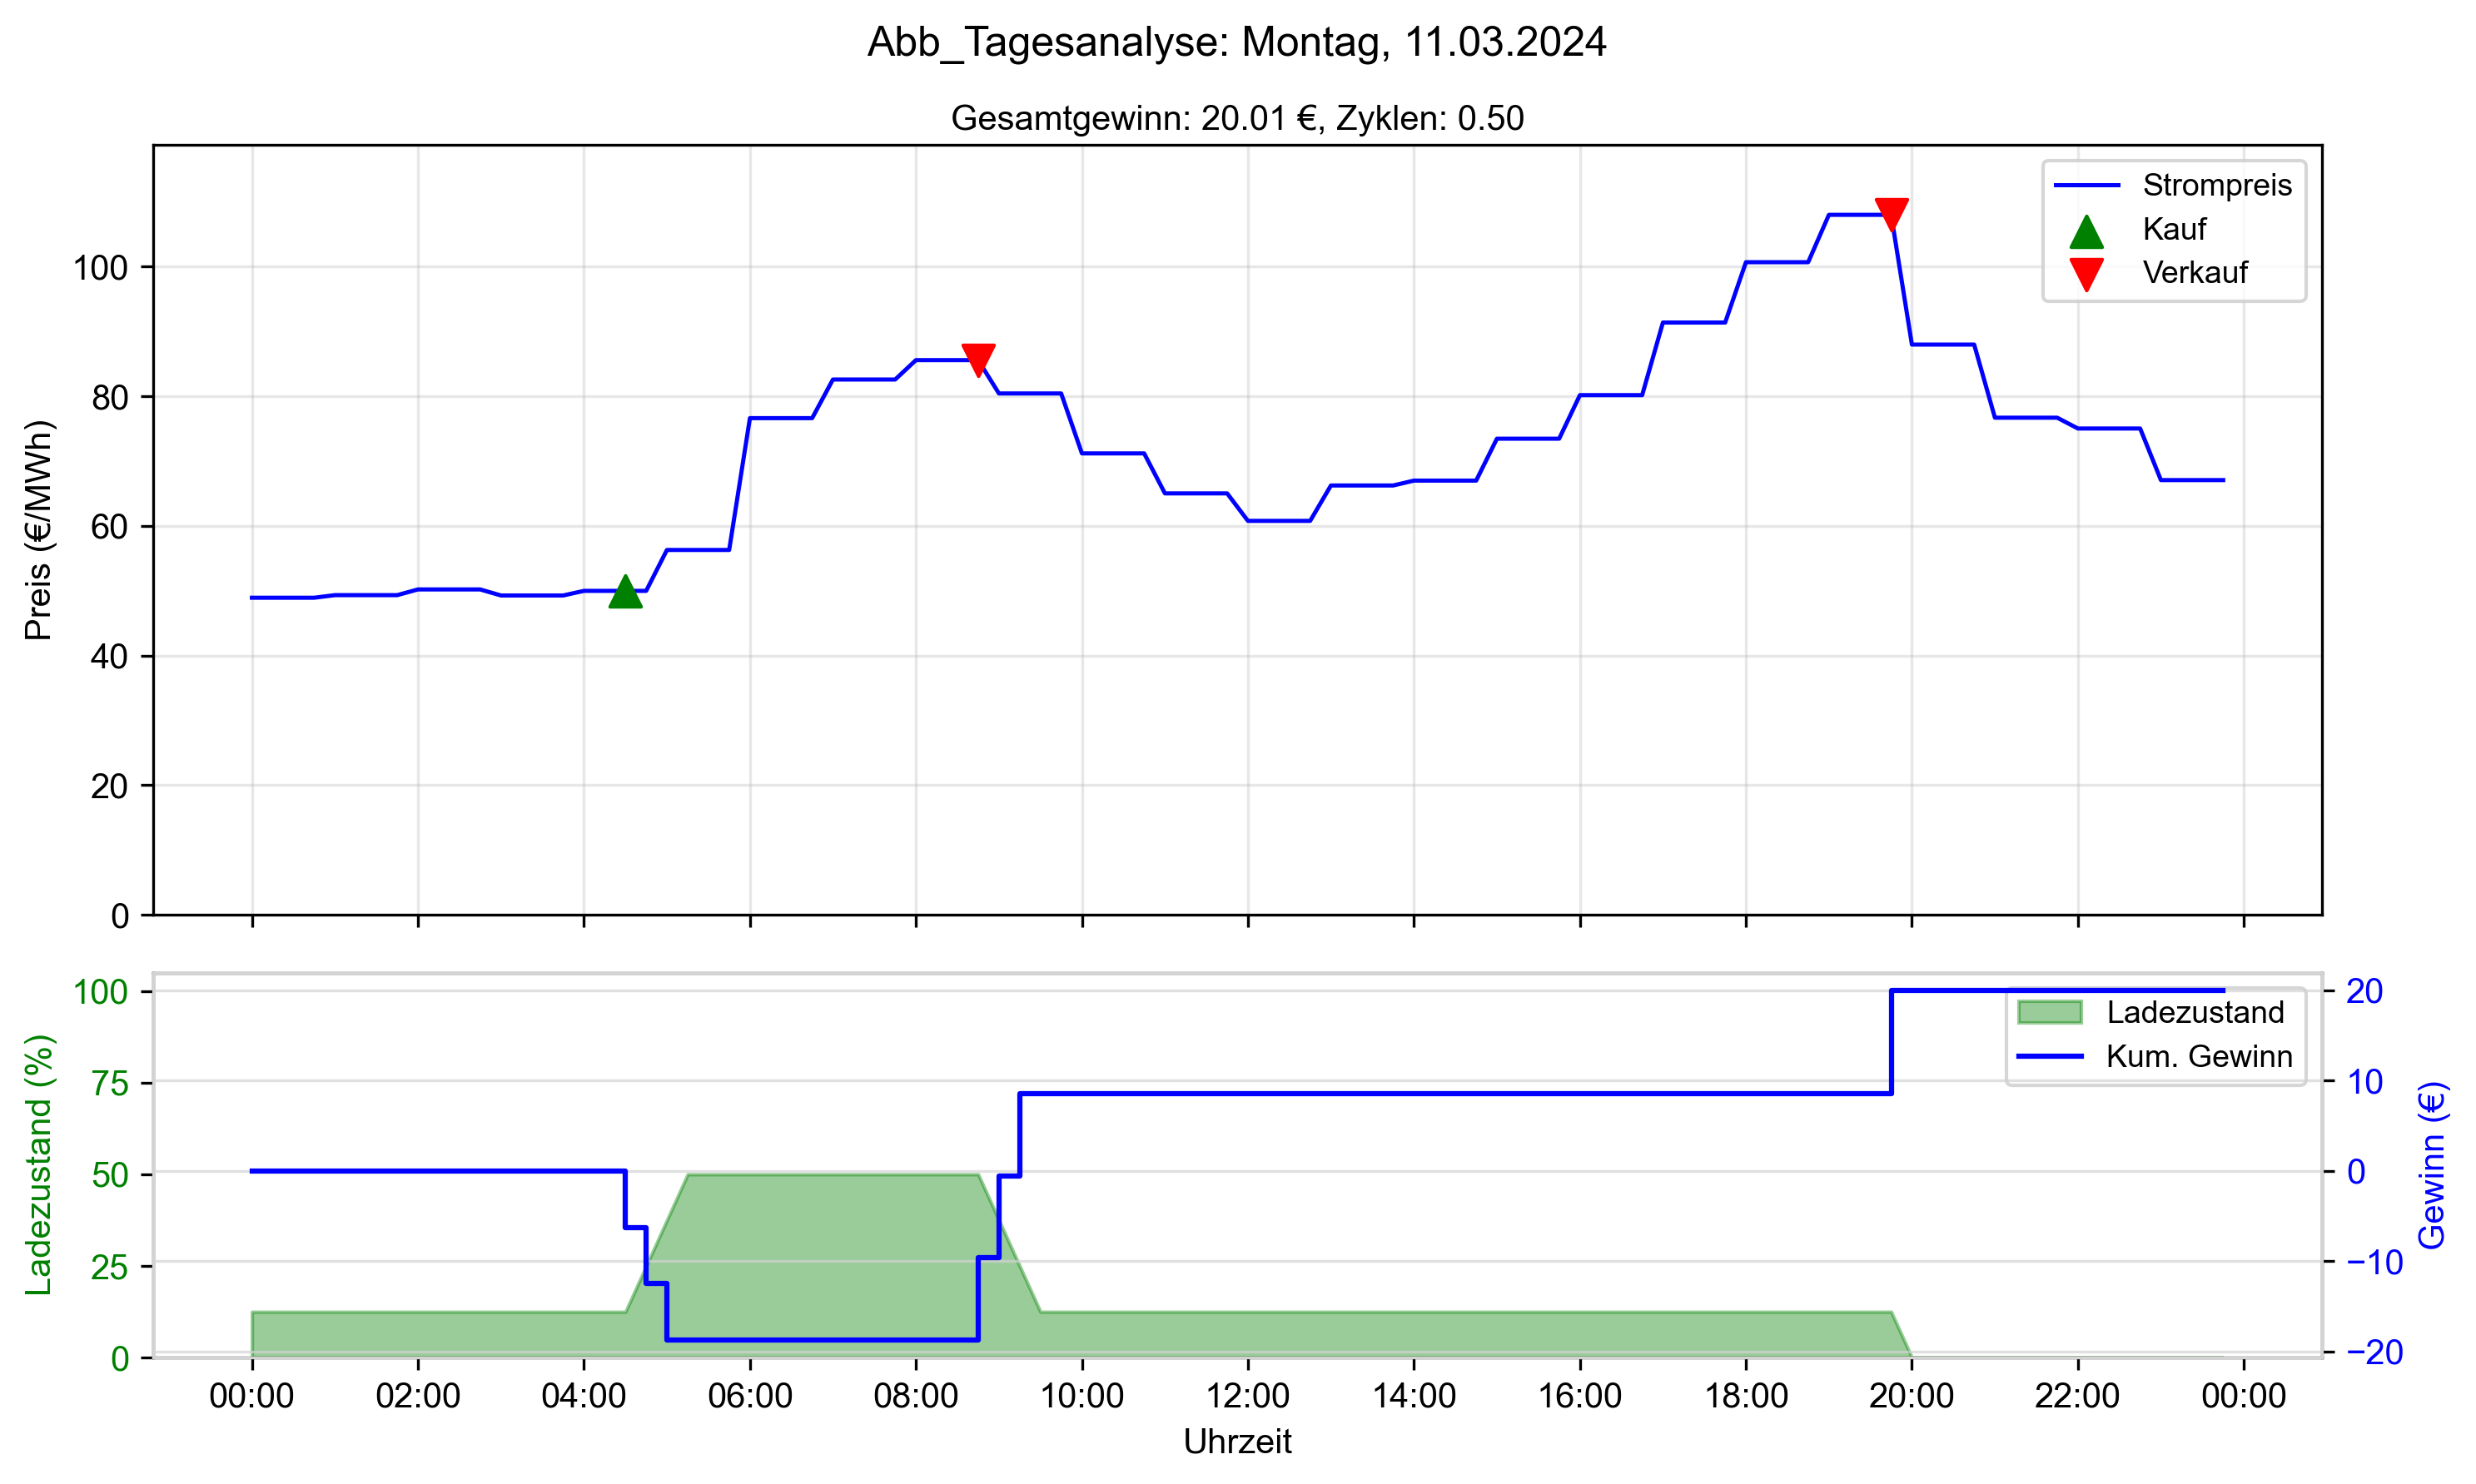 Abb_Tagesanalyse: Montag, 11.03.2024
Gesamtgewinn: 20.01 €, Zyklen: 0.50
Strompreis
Kauf
Verkauf
Preis (€/MWh)
100
80
60
40
20
0
Ladezustand
Kum. Gewinn
Ladezustand (%)
100
75
50
25
0
Gewinn (€)
20
10
0
−10
−20
00:00 02:00 04:00 06:00 08:00 10:00 12:00 14:00 16:00 18:00 20:00 22:00 00:00
Uhrzeit